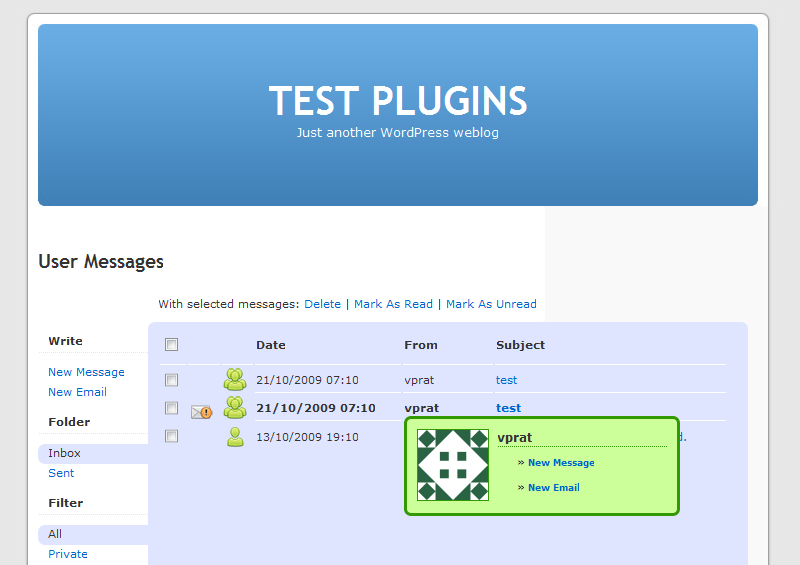 TEST PLUGINS
Just another WordPress weblog
User Messages
With selected messages: Delete | Mark As Read | Mark As Unread
Write
New Message
New Email
Folder
Inbox
Sent
Filter
All
Private
Date From Subject
21/10/2009 07:10 vprat test
21/10/2009 07:10 vprat test
13/10/2009 19:10
vprat
» New Message
» New Email